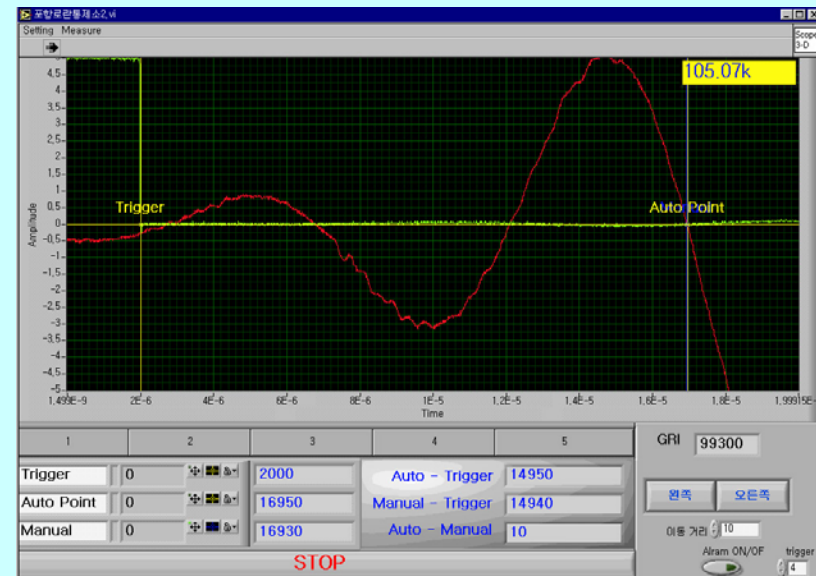 포항로란통제소2.vi
Setting Measure
Scope
3-D
105.07k
4.5
4
3.5
3
2.5
2
1.5
1
0.5
0
-0.5
-1
-1.5
-2
-2.5
-3
-3.5
-4
-4.5
-5
Amplitude
Trigger
Auto Point
1.499E-9 2E-6 4E-6 6E-6 8E-6 1E-5 1.2E-5 1.4E-5 1.6E-5 1.8E-5 1.99915E-
Time
1 2 3 4 5
GRI 99300
Trigger 0 2000 Auto - Trigger 14950
Auto Point 0 16950 Manual - Trigger 14940
Manual 0 16930 Auto - Manual 10
왼쪽 오른쪽
이동 거리 10
Alram ON/OF trigger
4
STOP